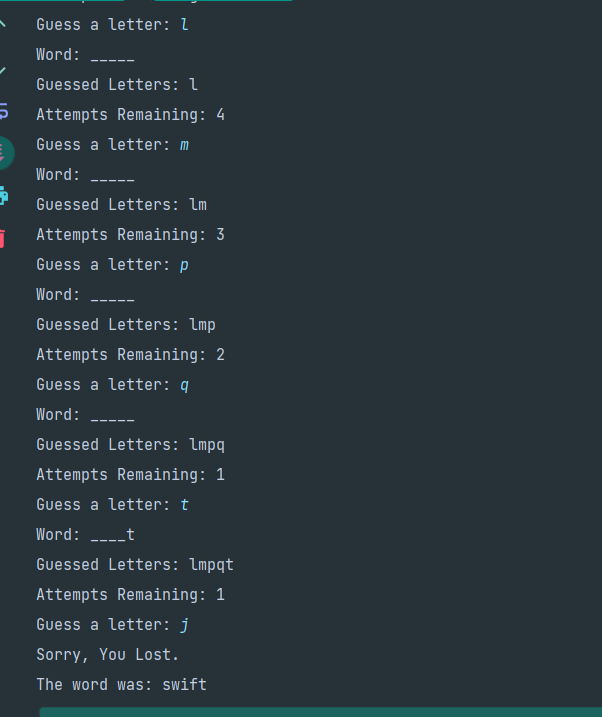 Guess a letter: l
Word: _____
Guessed Letters: l
Attempts Remaining: 4
Guess a letter: m
Word: _____
Guessed Letters: lm
Attempts Remaining: 3
Guess a letter: p
Word: _____
Guessed Letters: lmp
Attempts Remaining: 2
Guess a letter: q
Word: _____
Guessed Letters: lmpq
Attempts Remaining: 1
Guess a letter: t
Word: ____t
Guessed Letters: lmpqt
Attempts Remaining: 1
Guess a letter: j
Sorry, You Lost.
The word was: swift